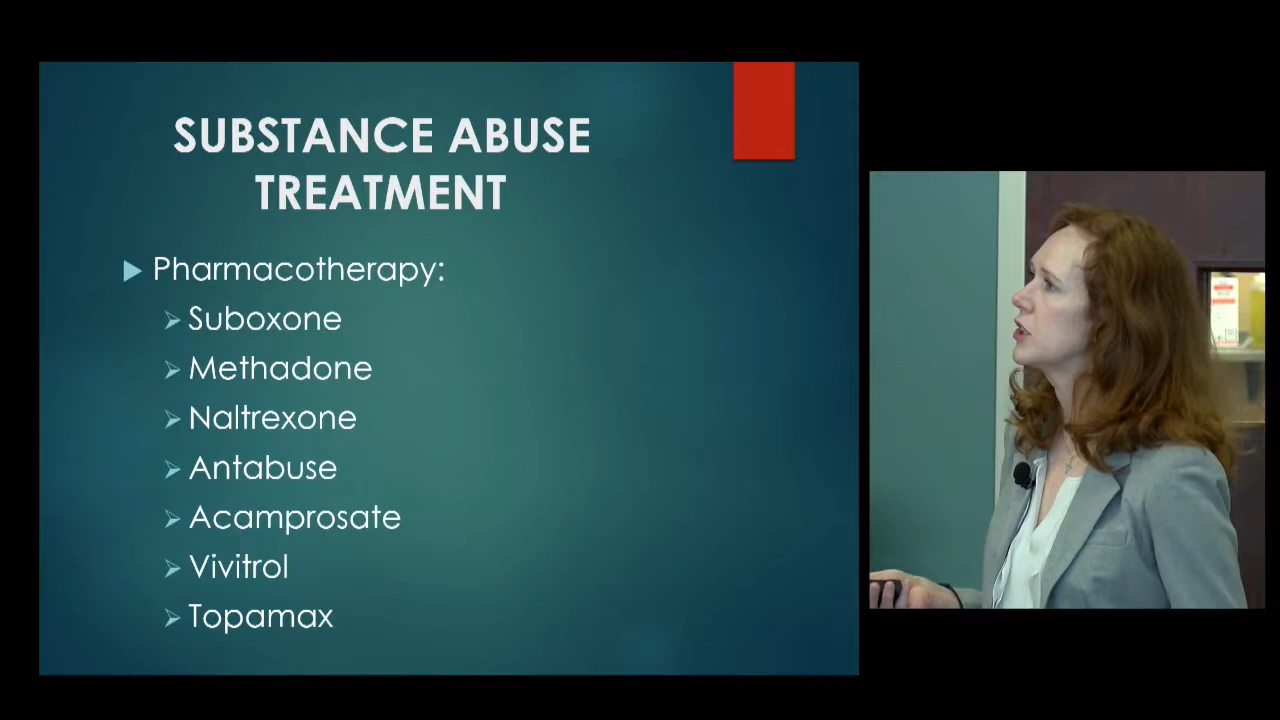 SUBSTANCE ABUSE
TREATMENT
Pharmacotherapy:
Suboxone
Methadone
Naltrexone
Antabuse
Acamprosate
Vivitrol
Topamax